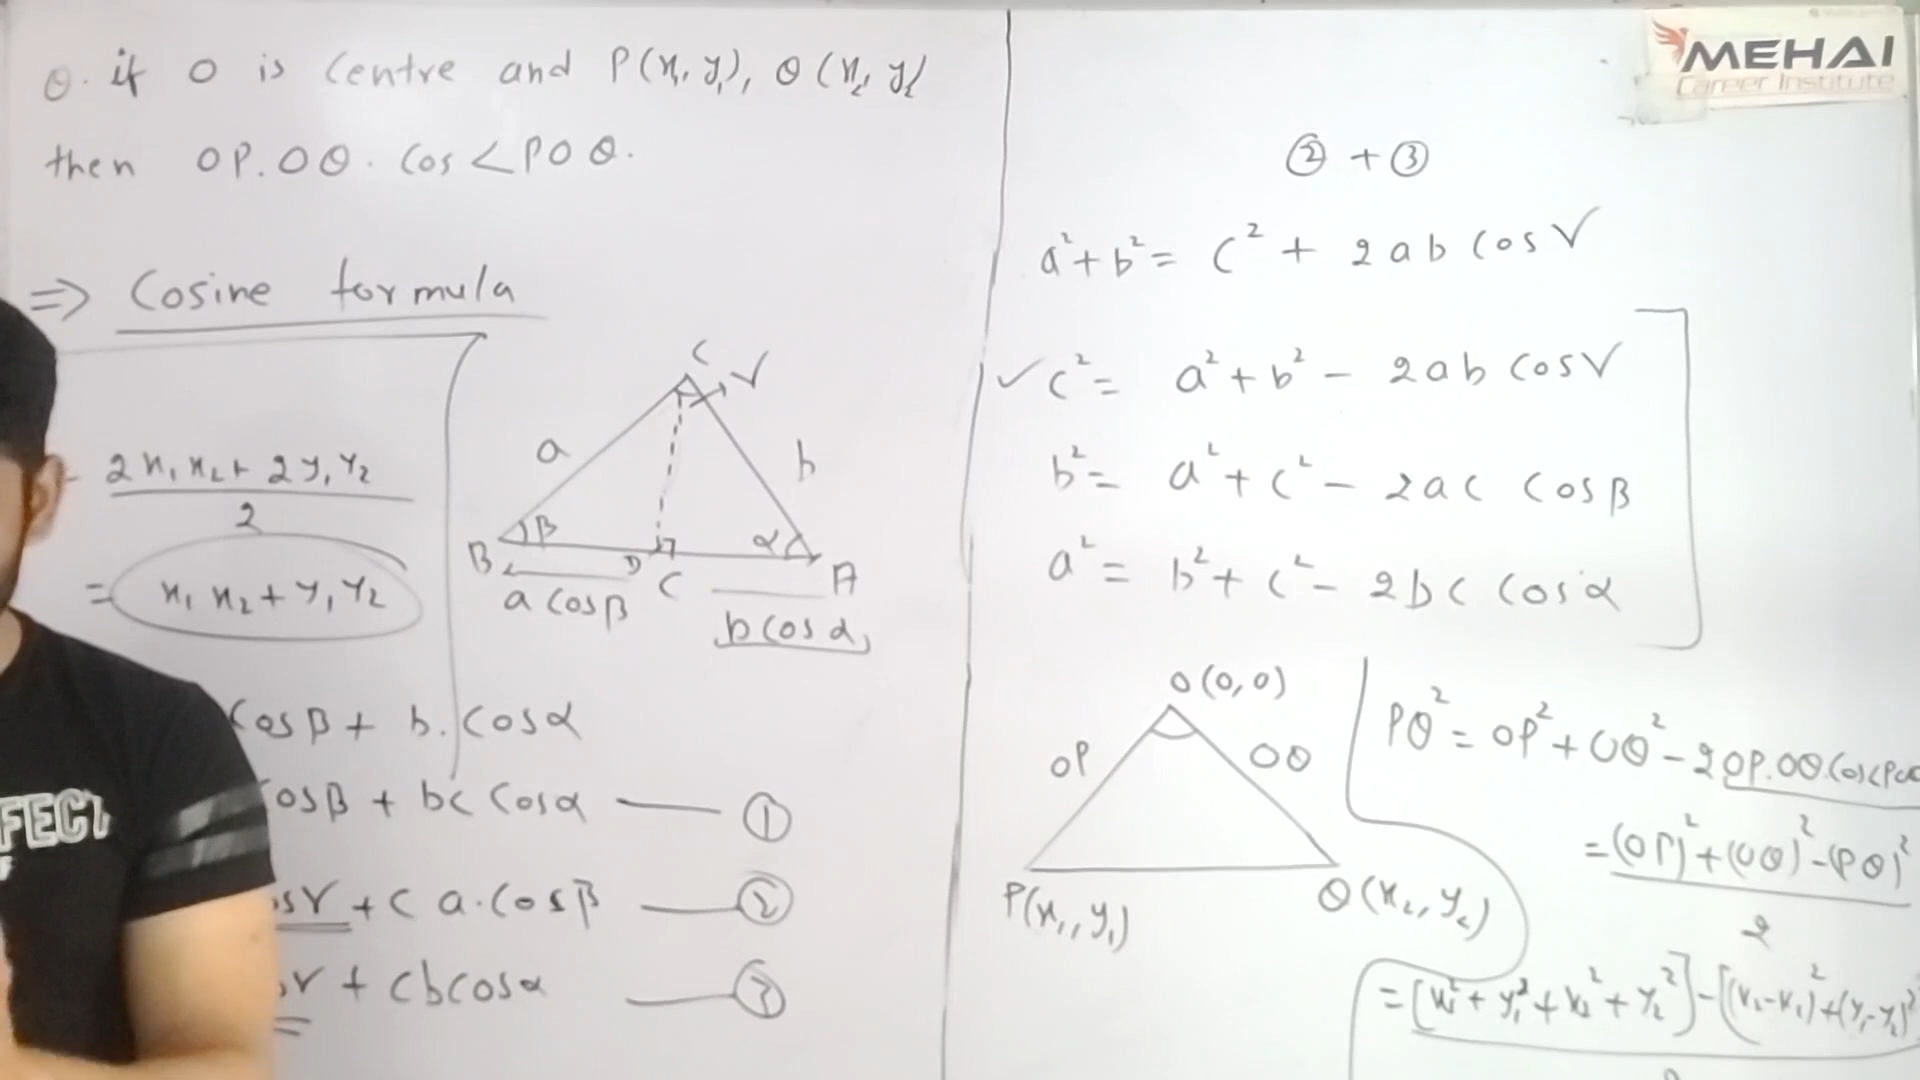 Q. if O is Centre and P(x₁, y₁), Q(x₂, y₂
then OP.OQ. Cos<POQ.
⇒ Cosine formula
2x₁x₂+ 2y₁y₂
2
= x₁x₂+y₁y₂
C
γ
a
b
B
β
D
C
α
A
a Cosβ
b Cosα
Cosβ + b. Cosα
Cosβ + bc Cosα —— ①
sγ + c a. Cosβ —— ②
γ + cbcosα —— ③
MEHAI
Career Institute
② + ③
a²+b²= c² + 2ab Cosγ
✓ c²= a²+b² - 2ab Cosγ
b²= a²+c² - 2ac Cosβ
a²= b²+c² - 2bc Cosα
O(0,0)
OP
OQ
P(x₁, y₁)
Q(x₂, y₂)
PQ² = OP² + OQ² - 2OP.OQ.Cos<POQ
=(OP)²+(OQ)²-(PQ)²
2
=[x₁²+y₁²+x₂²+y₂²]-[(x₂-x₁)²+(y₁-y₂)²